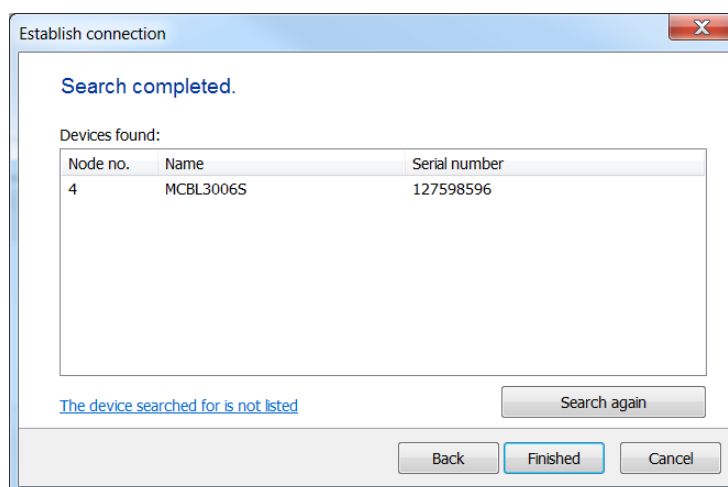 Establish connection
Search completed.
Devices found:
Node no. Name Serial number
4 MCBL3006S 127598596
The device searched for is not listed
Search again
Back Finished Cancel